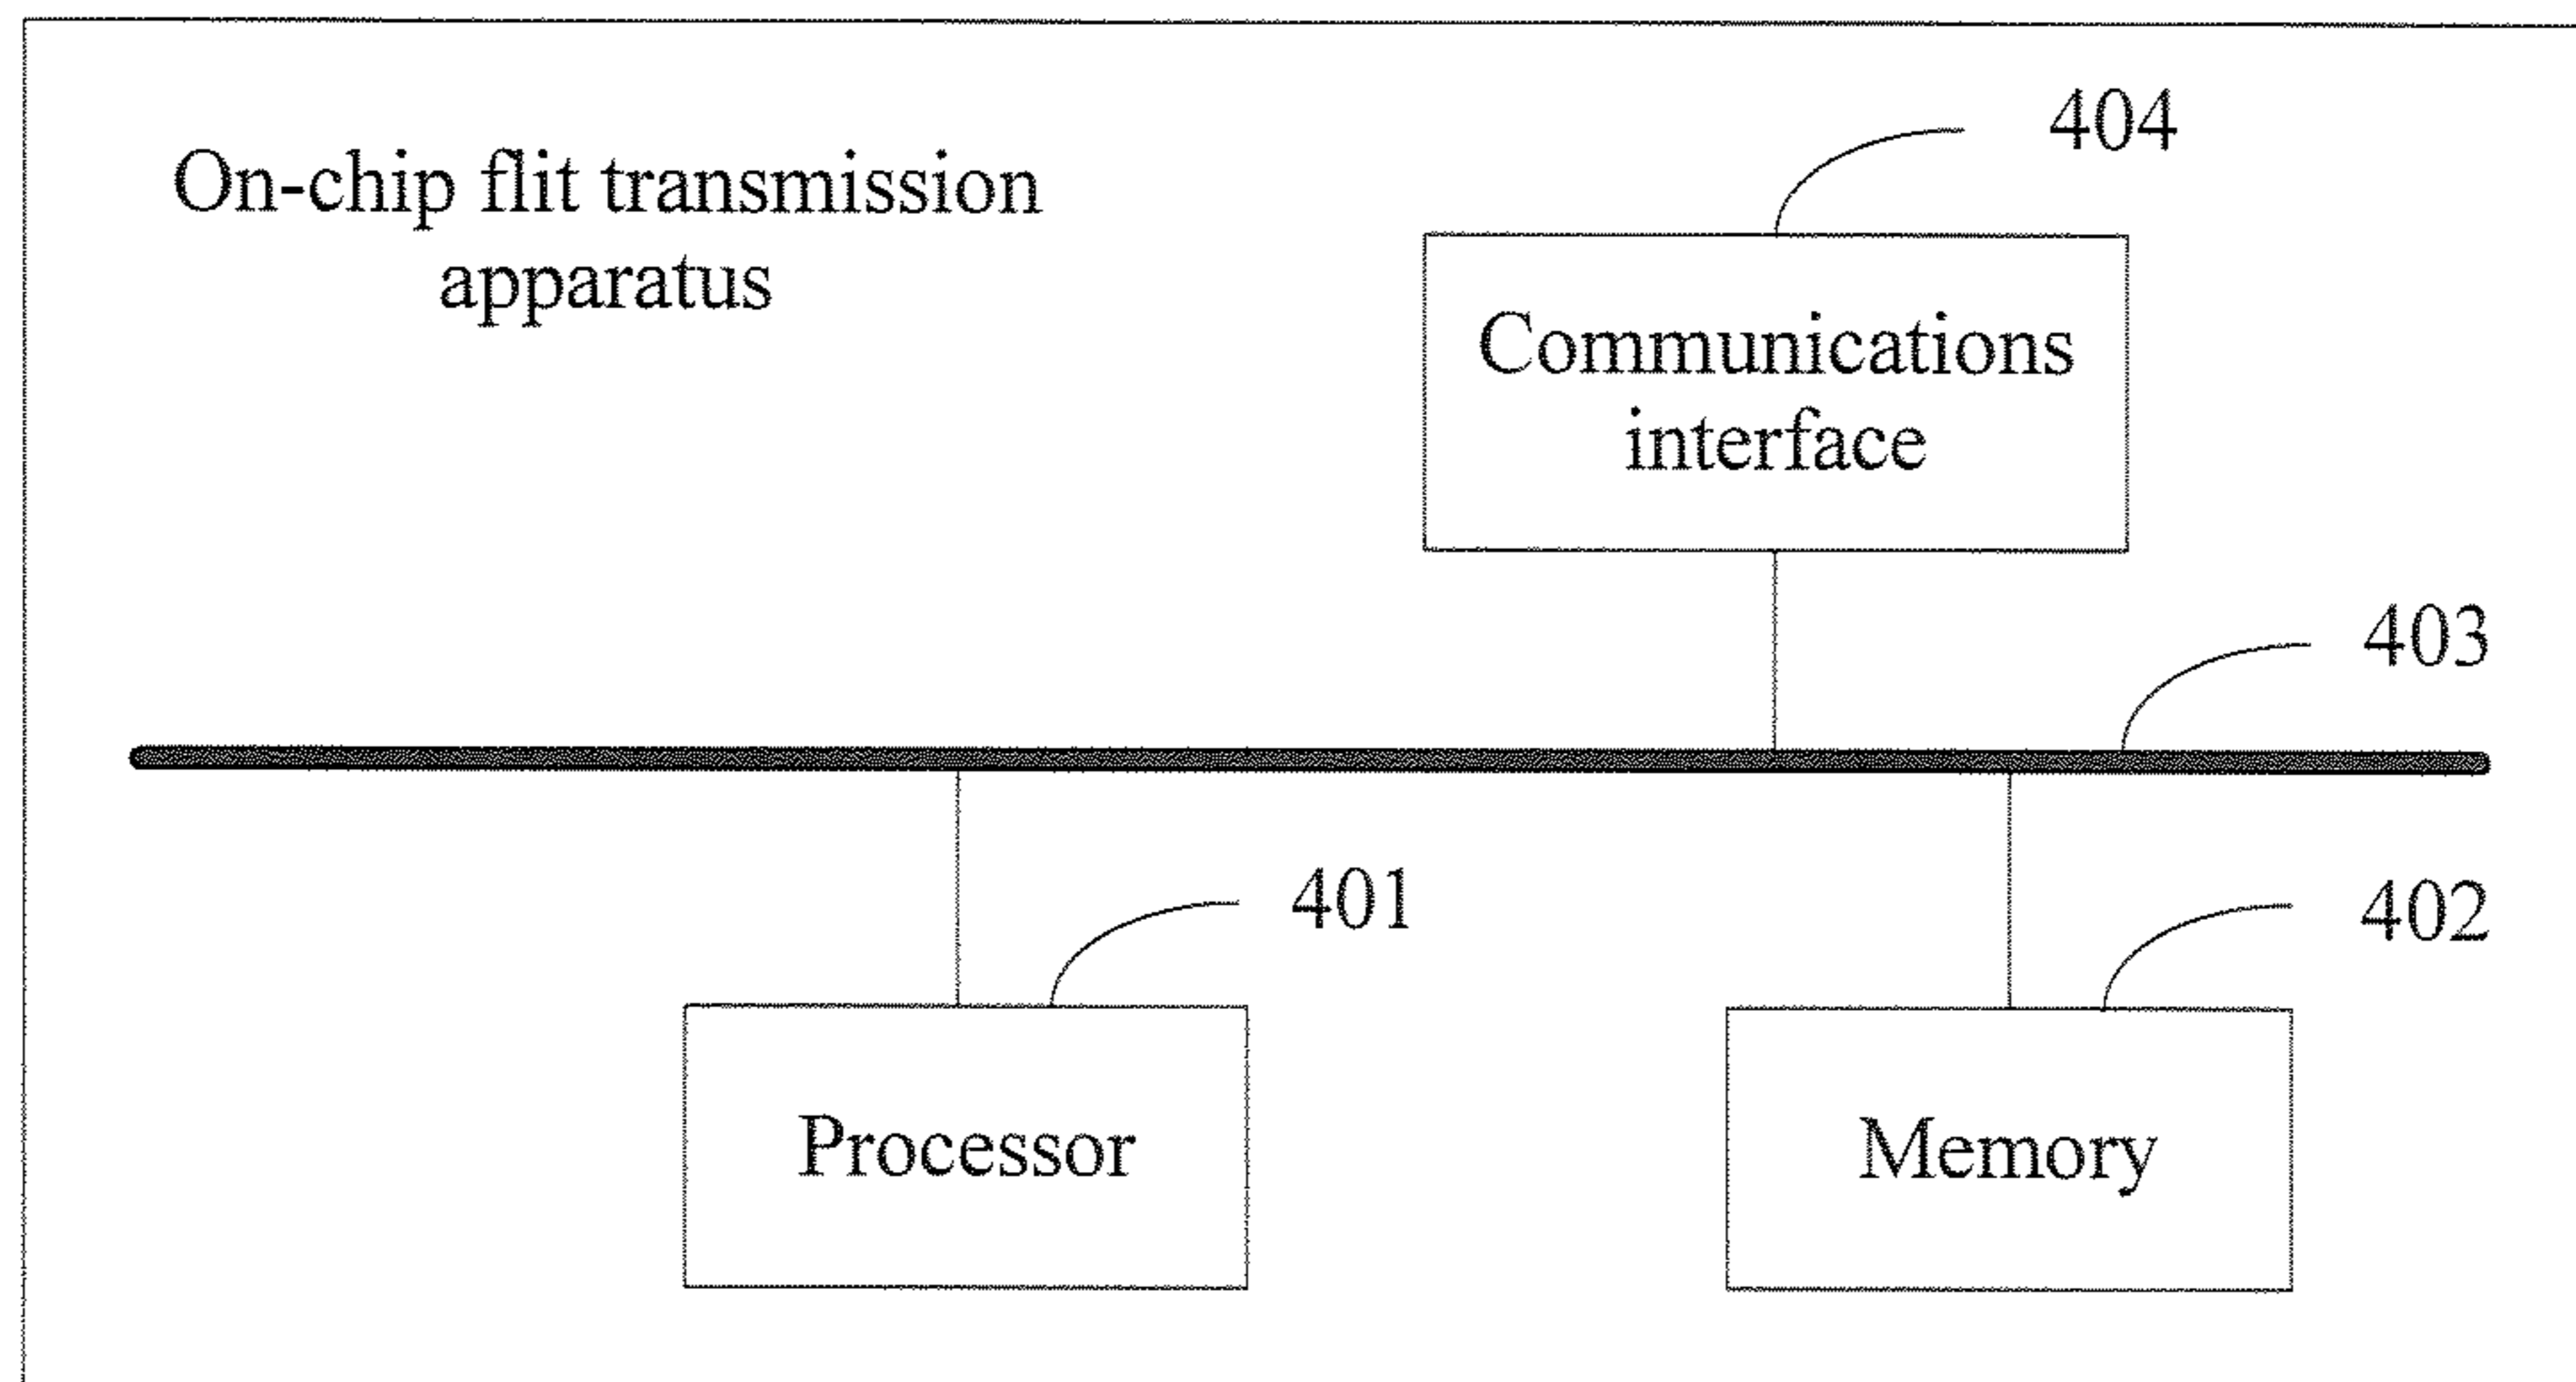 On-chip flit transmission
apparatus
404
Communications
interface
403
401
402
Processor
Memory